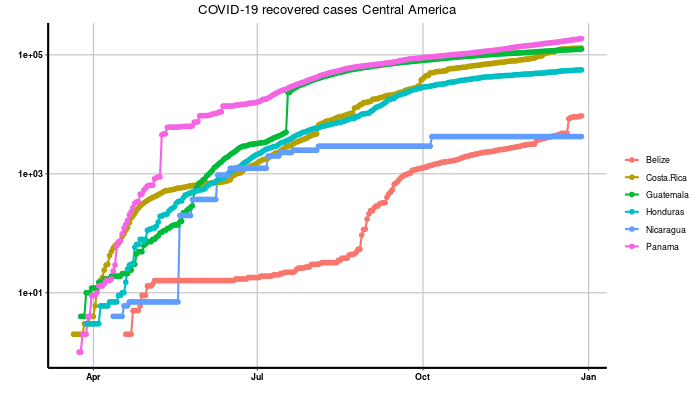 COVID-19 recovered cases Central America
1e+05
1e+03
1e+01
Apr
Jul
Oct
Jan
Belize
Costa.Rica
Guatemala
Honduras
Nicaragua
Panama